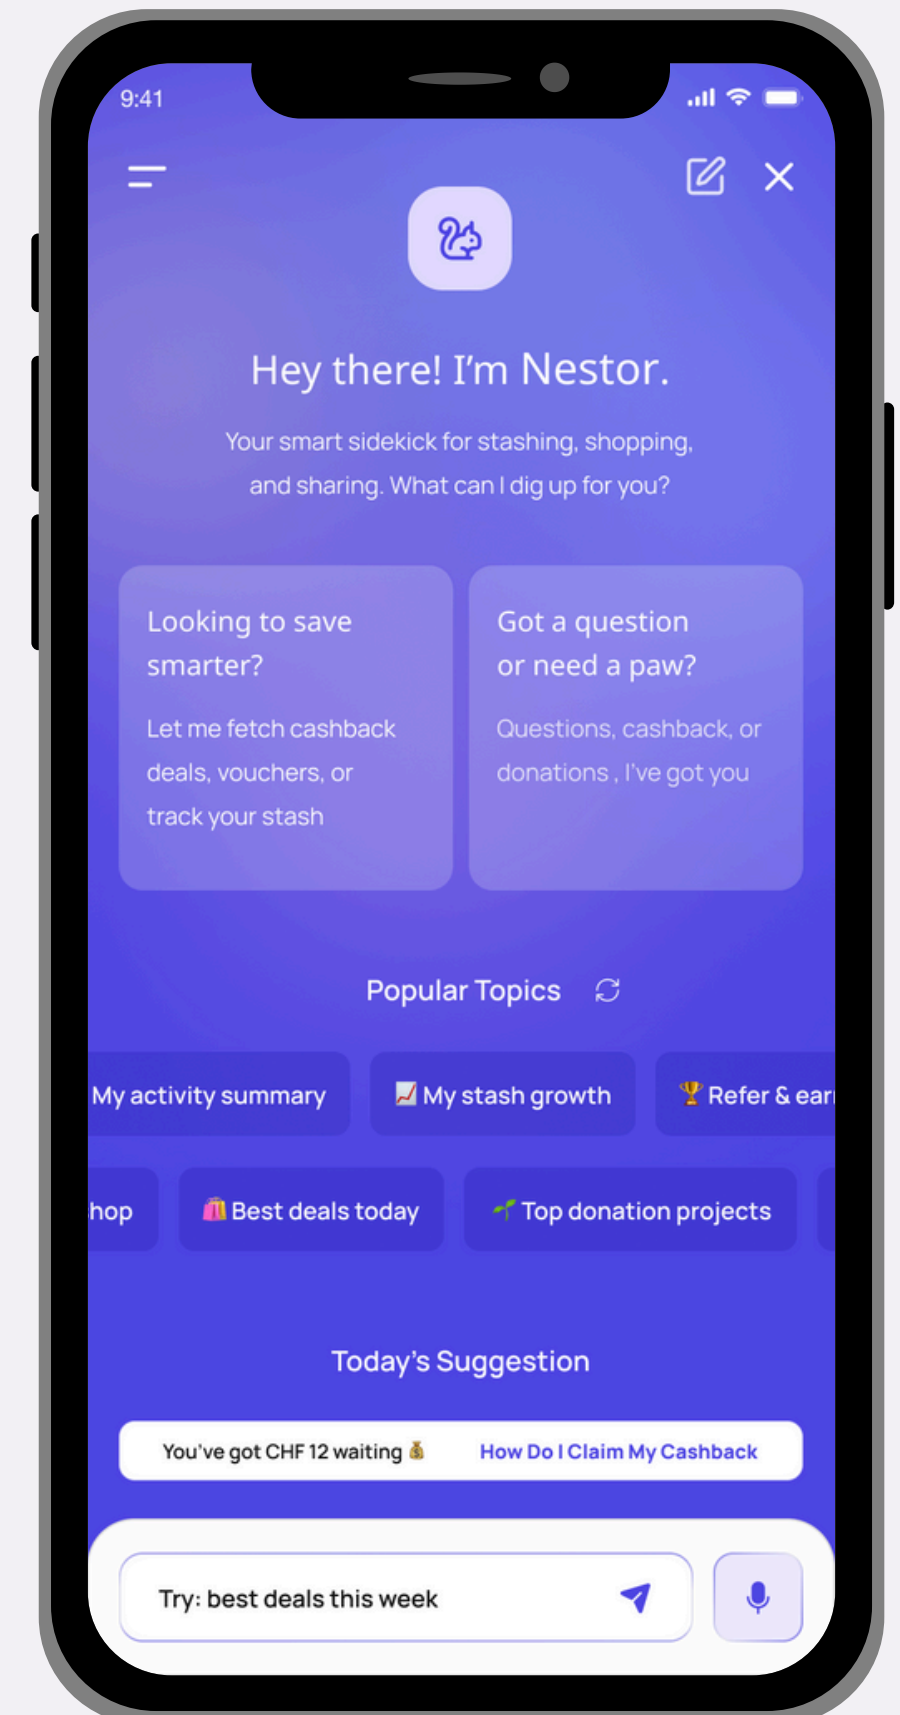 9:41
Hey there! I’m Nestor.
Your smart sidekick for stashing, shopping,
and sharing. What can I dig up for you?
Looking to save
smarter?
Let me fetch cashback
deals, vouchers, or
track your stash
Got a question
or need a paw?
Questions, cashback, or
donations , I’ve got you
Popular Topics
My activity summary
📈 My stash growth
🏆 Refer & ear
hop
🛍️ Best deals today
🌱 Top donation projects
Today’s Suggestion
You’ve got CHF 12 waiting 💰 How Do I Claim My Cashback
Try: best deals this week